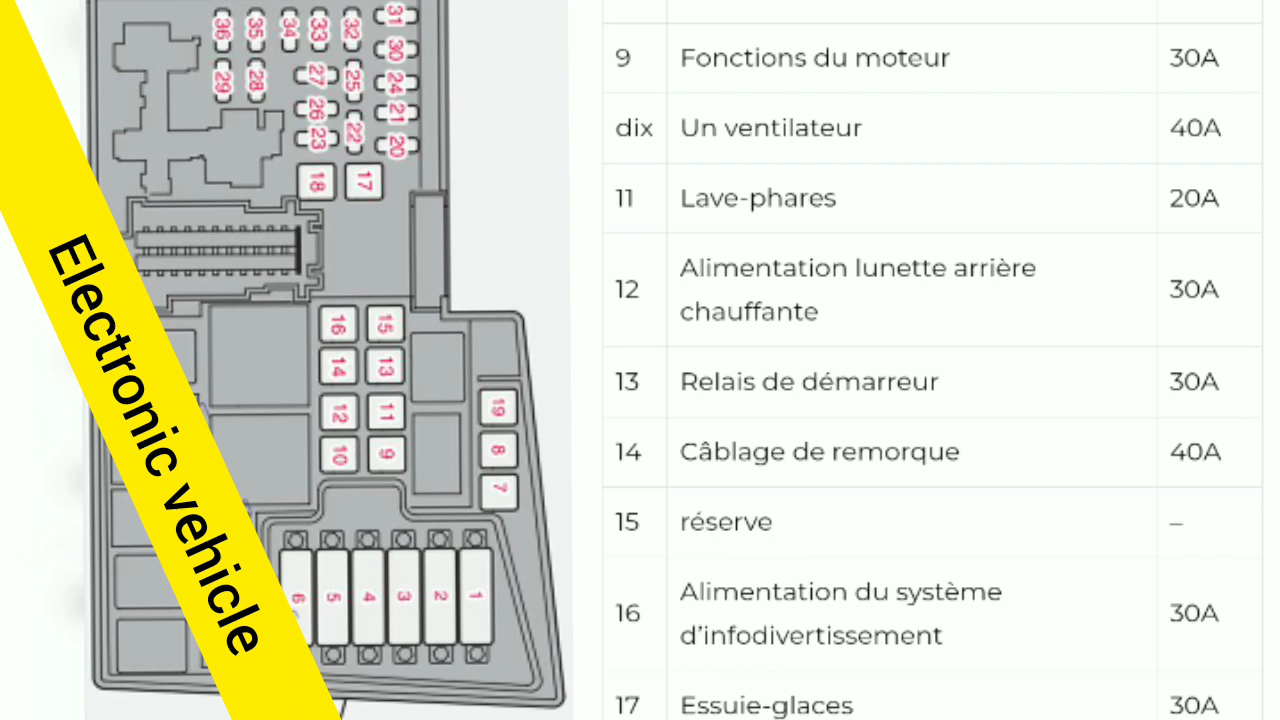 36 35 34 33 32 31
30
29 28 27 25 24
26 21
23 22 20
18 17
16 15
14 13
12 11 19
10 9 8
7
6 5 4 3 2 1
Electronic vehicle
9 Fonctions du moteur 30A
dix Un ventilateur 40A
11 Lave-phares 20A
12 Alimentation lunette arrière
chauffante 30A
13 Relais de démarreur 30A
14 Câblage de remorque 40A
15 réserve –
16 Alimentation du système
d’infodivertissement 30A
17 Essuie-glaces 30A